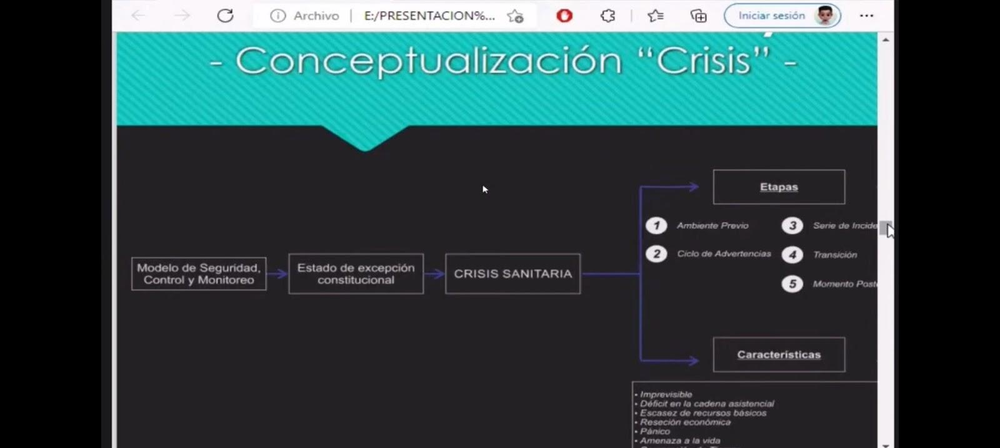 Archivo
E:/PRESENTACION%...
Iniciar sesión
- Conceptualización “Crisis” -
Etapas
1 Ambiente Previo
3 Serie de Incide
2 Ciclo de Advertencias
4 Transición
5 Momento
Modelo de Seguridad,
Control y Monitoreo
Estado de excepción
constitucional
CRISIS SANITARIA
Características
• Imprevisible
• Déficit en la cadena asistencial
• Escasez de recursos básicos
• Reseción económica
• Pánico
• Amenaza a la vida